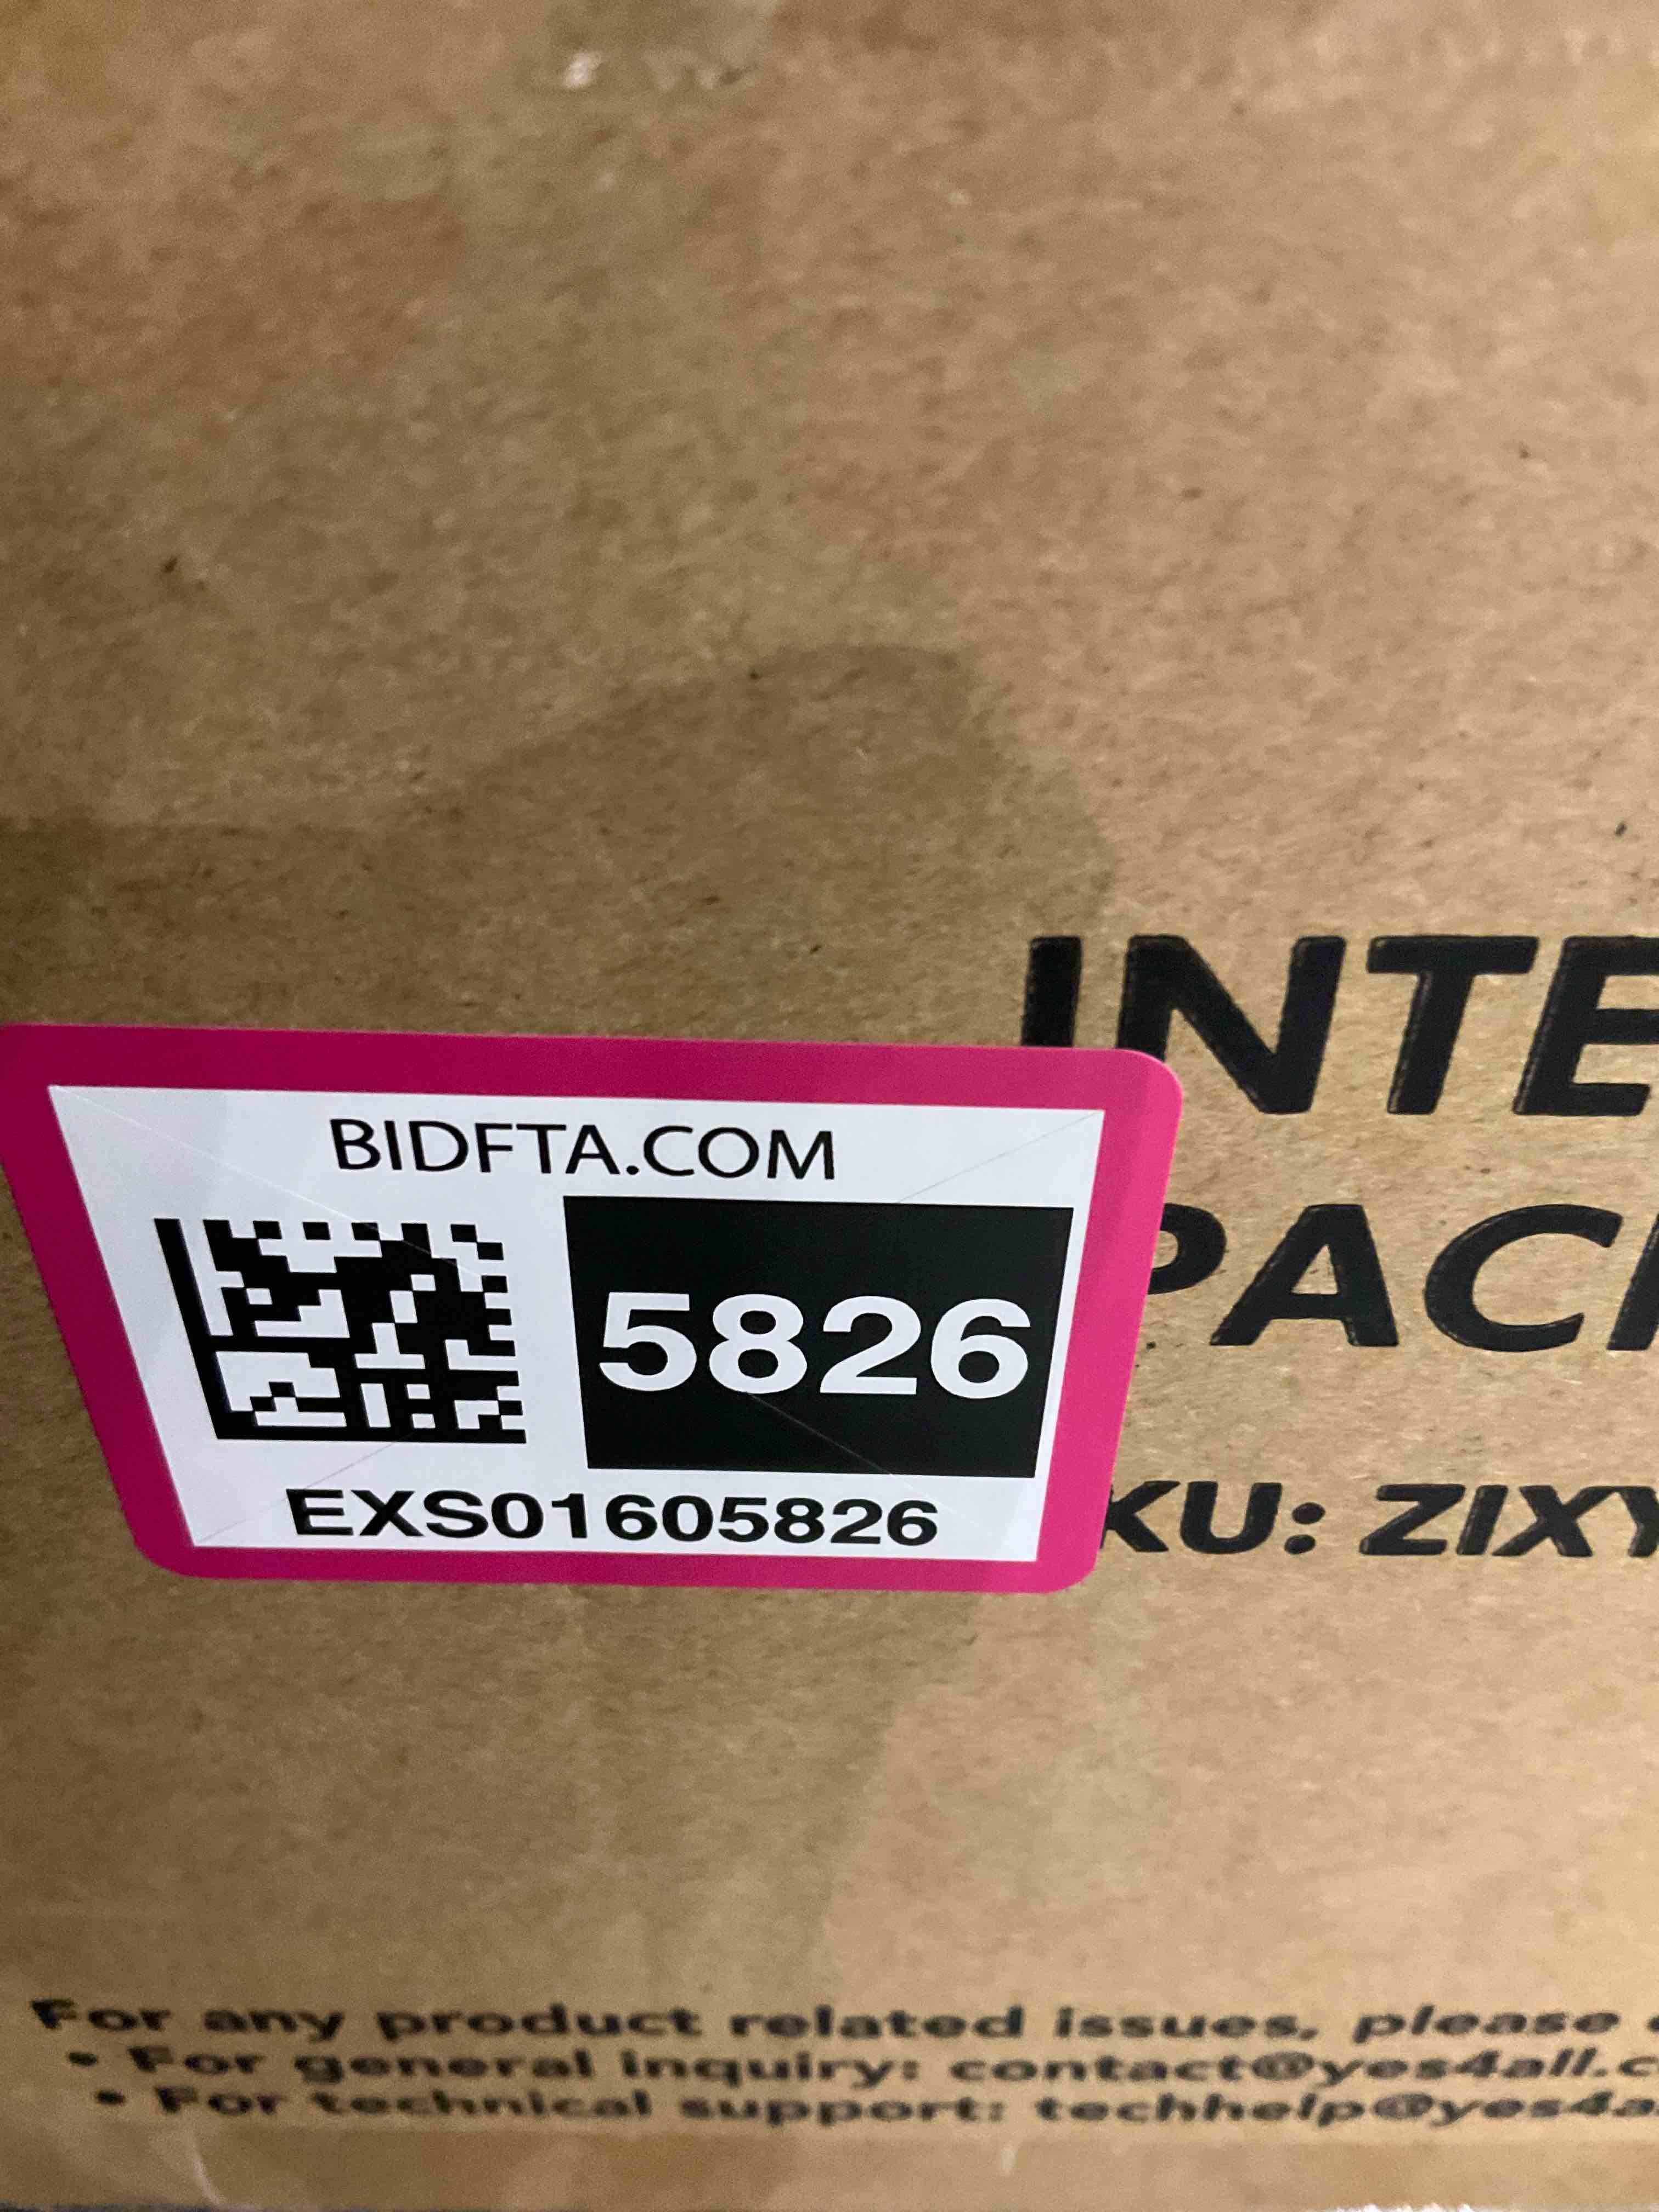 INTE
BIDFTA.COM
PAC
5826
EXS01605826
KU: ZIXY
For any product related issues, please
• For general inquiry: contact@yes4all.c
• For technical support: techhelp@yes4a